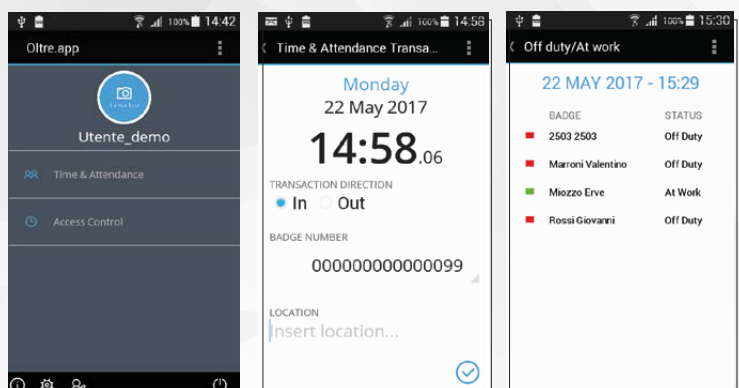 100% 14:42
Oltre.app
Utente_demo
Time & Attendance
Access Control
100% 14:58
Time & Attendance Transa...
Monday
22 May 2017
14:58.06
TRANSACTION DIRECTION
In Out
BADGE NUMBER
000000000000099
LOCATION
Insert location...
100% 15:30
Off duty/At work
22 MAY 2017 - 15:29
BADGE STATUS
2503 2503 Off Duty
Marroni Valentino Off Duty
Miozzo Erve At Work
Rossi Giovanni Off Duty